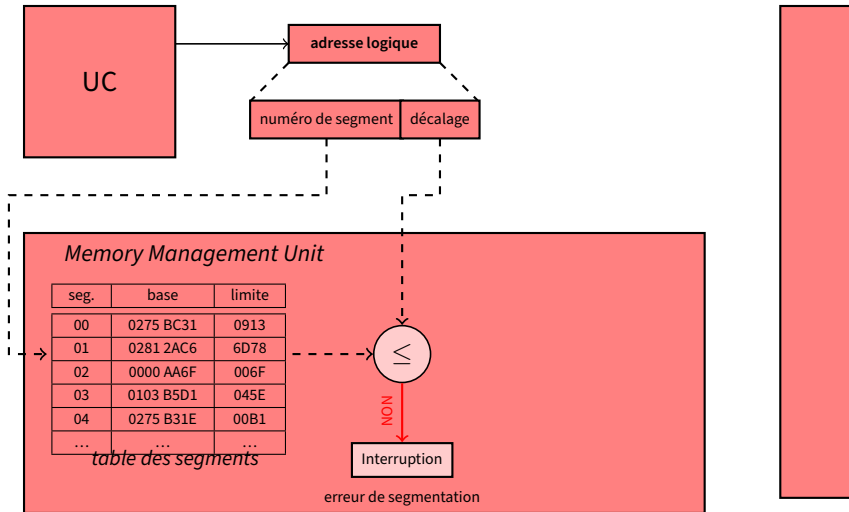 UC
adresse logique
numéro de segment décalage
Memory Management Unit
seg. base limite
00 0275 BC31 0913
01 0281 2AC6 6D78
02 0000 AA6F 006F
03 0103 B5D1 045E
04 0275 B31E 00B1
... ... ...
table des segments
≤
NON
Interruption
erreur de segmentation